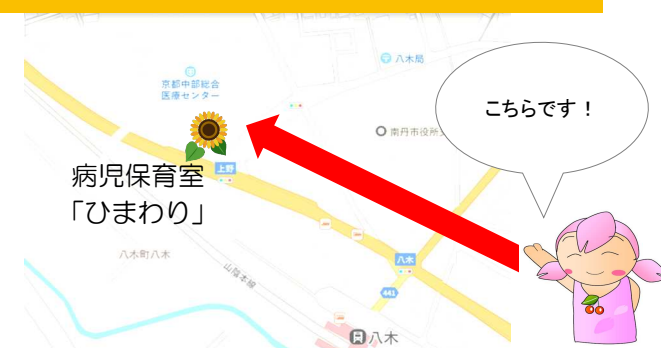 八木局
京都中部総合
医療センター
こちらです！
南丹市役所
上野
病児保育室
「ひまわり」
八木町八木
山陰本線
八木
441
八木